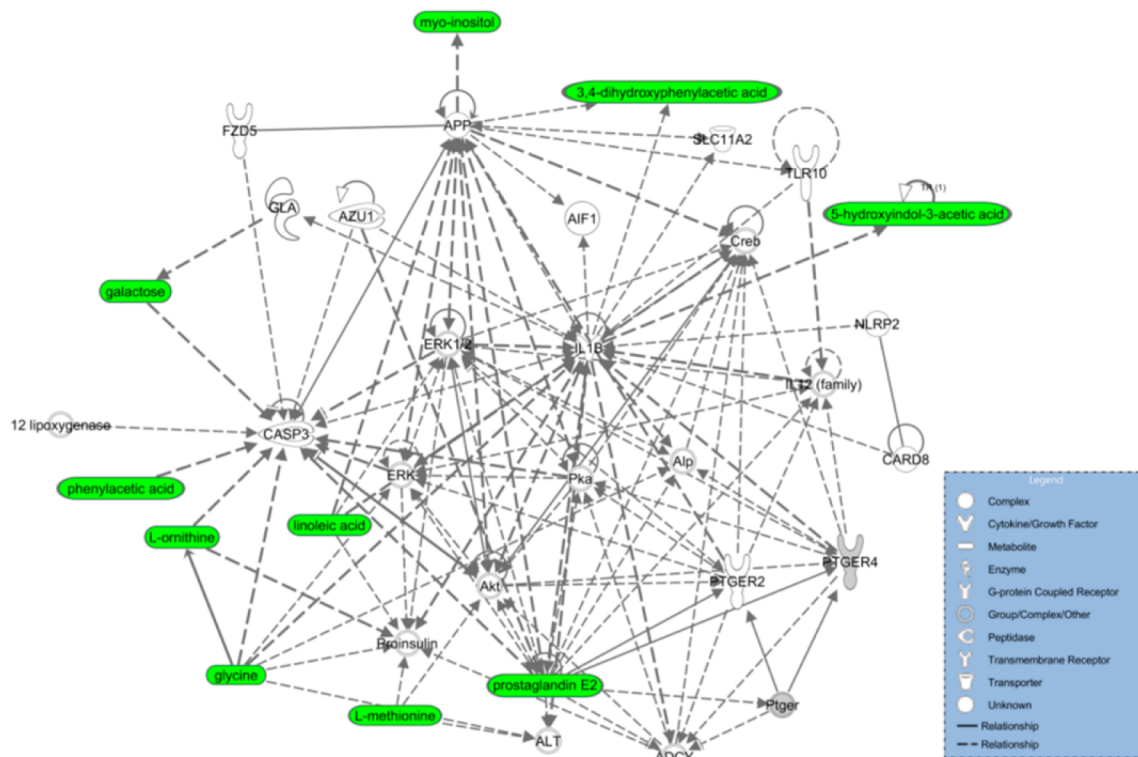 myo-inositol
3,4-dihydroxyphenylacetic acid
FZD5
APP
SLC11A2
TLR10
TR (1)
GLA
AZU1
AIF1
5-hydroxyindol-3-acetic acid
Creb
galactose
NLRP2
ERK1/2
IL1B
IL12 (family)
12 lipoxygenase
CASP3
Alp
CARD8
ERK
Pka
phenylacetic acid
linoleic acid
L-ornithine
PTGER4
PTGER2
Akt
Proinsulin
glycine
prostaglandin E2
Ptger
L-methionine
ALT
ADCY
Legend
Complex
Cytokine/Growth Factor
Metabolite
Enzyme
G-protein Coupled Receptor
Group/Complex/Other
Peptidase
Transmembrane Receptor
Transporter
Unknown
Relationship
Relationship